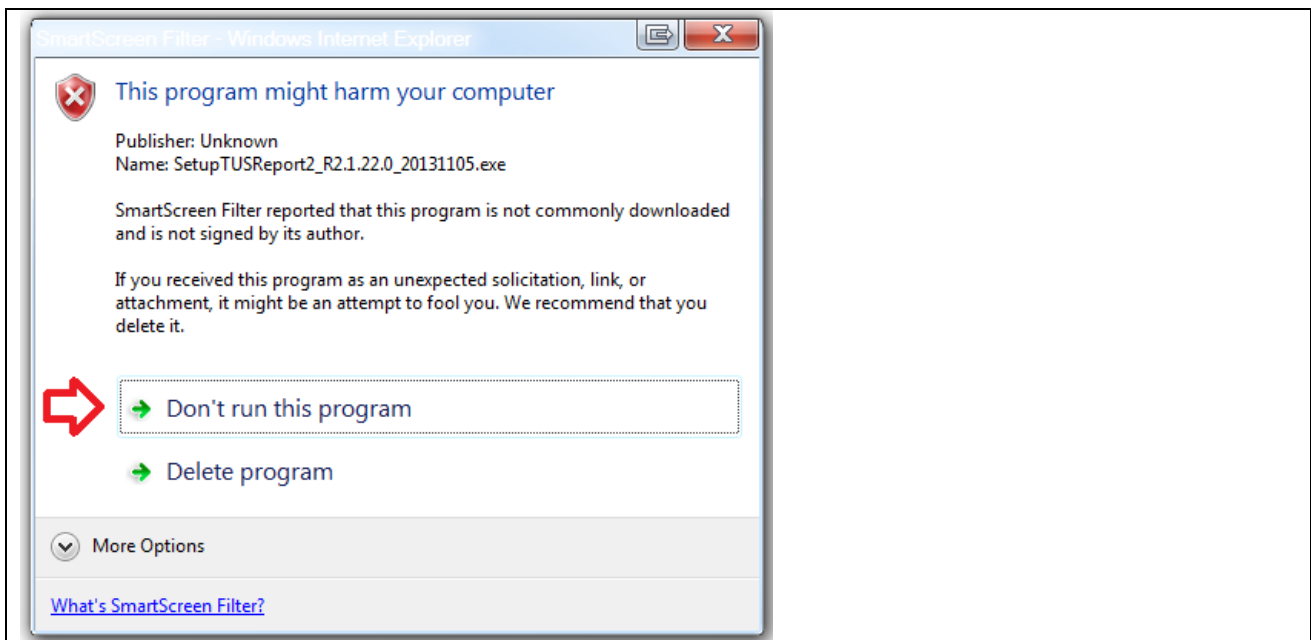 SmartScreen Filter - Windows Internet Explorer
This program might harm your computer
Publisher: Unknown
Name: SetupTUSReport2_R2.1.22.0_20131105.exe
SmartScreen Filter reported that this program is not commonly downloaded
and is not signed by its author.
If you received this program as an unexpected solicitation, link, or
attachment, it might be an attempt to fool you. We recommend that you
delete it.
Don't run this program
Delete program
More Options
What's SmartScreen Filter?